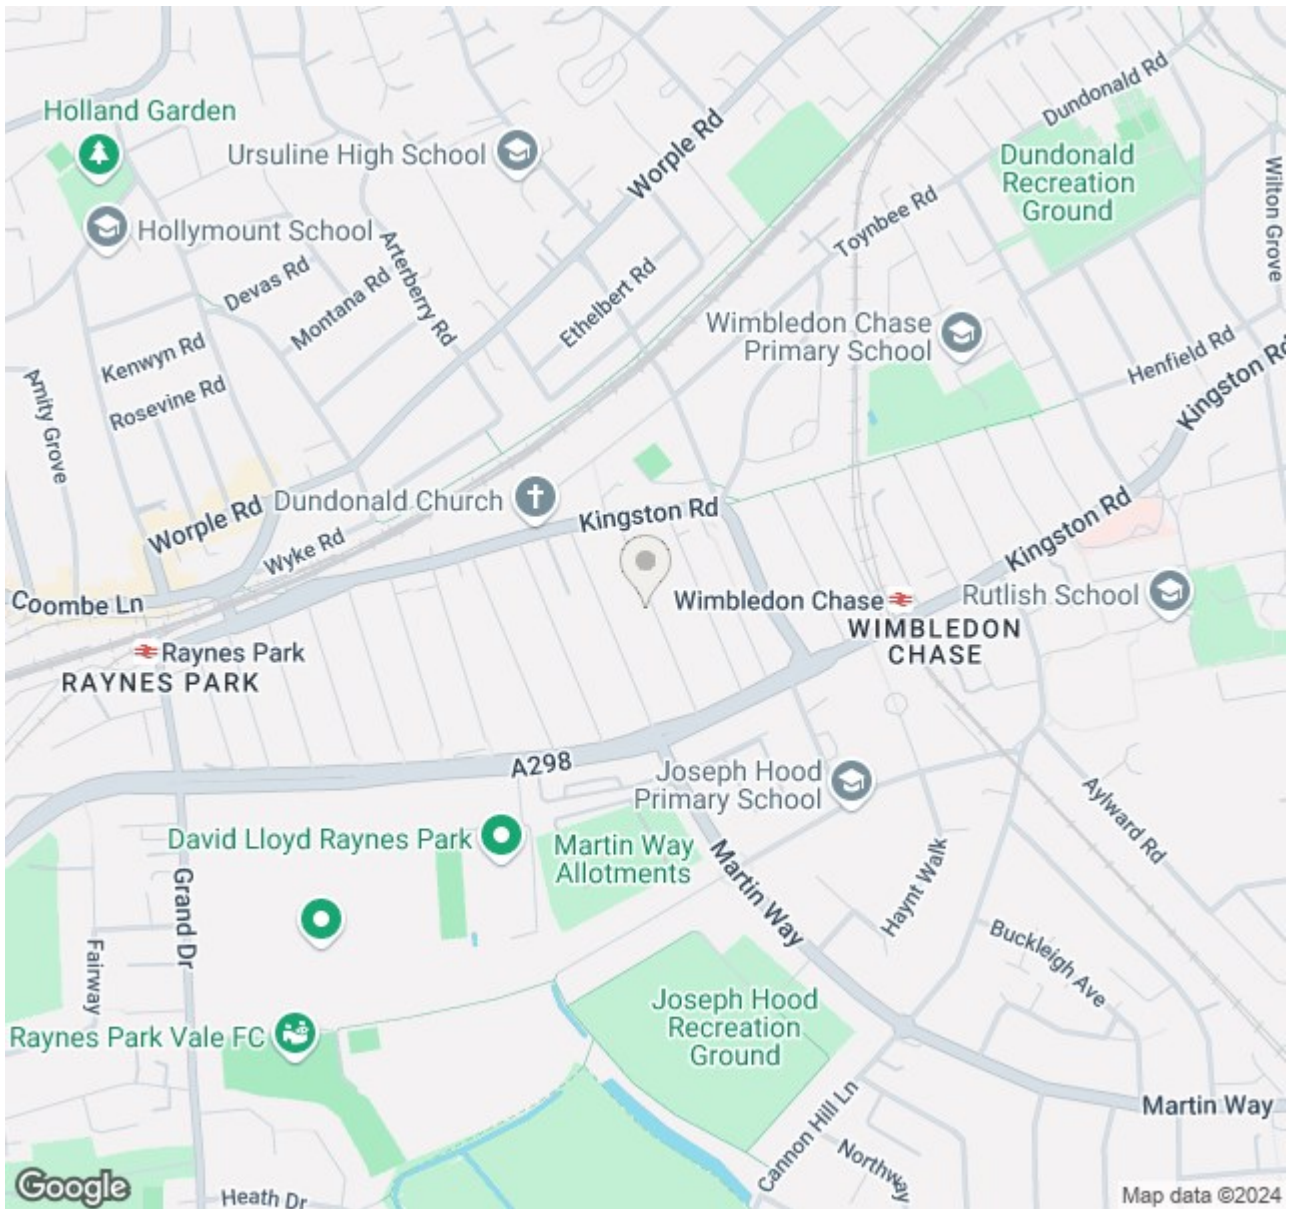 Holland Garden
Ursuline High School
Worple Rd
Dundonald Rd
Dundonald
Recreation
Ground
Wilton Grove
Toynbee Rd
Hollymount School
Arterberry Rd
Devas Rd
Montana Rd
Ethelbert Rd
Wimbledon Chase
Primary School
Kenwyn Rd
Rosevine Rd
Amity Grove
Henfield Rd
Kingston Rd
Dundonald Church
Kingston Rd
Kingston Rd
Worple Rd
Wyke Rd
Coombe Ln
Wimbledon Chase
WIMBLEDON
CHASE
Rutlish School
Raynes Park
RAYNES PARK
A298
Joseph Hood
Primary School
Aylward Rd
David Lloyd Raynes Park
Martin Way
Allotments
Martin Way
Haynt Walk
Grand Dr
Fairway
Buckleigh Ave
Joseph Hood
Recreation
Ground
Raynes Park Vale FC
Cannon Hill Ln
Martin Way
Northway
Heath Dr
Google
Map data ©2024